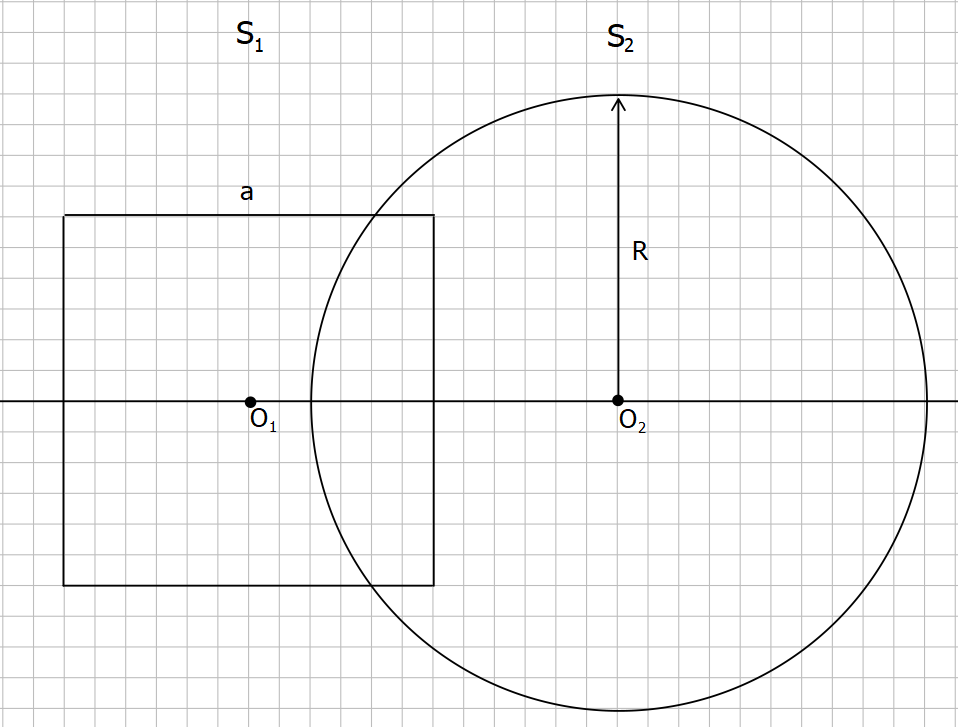 S₁ S₂
a
R
O₁ O₂